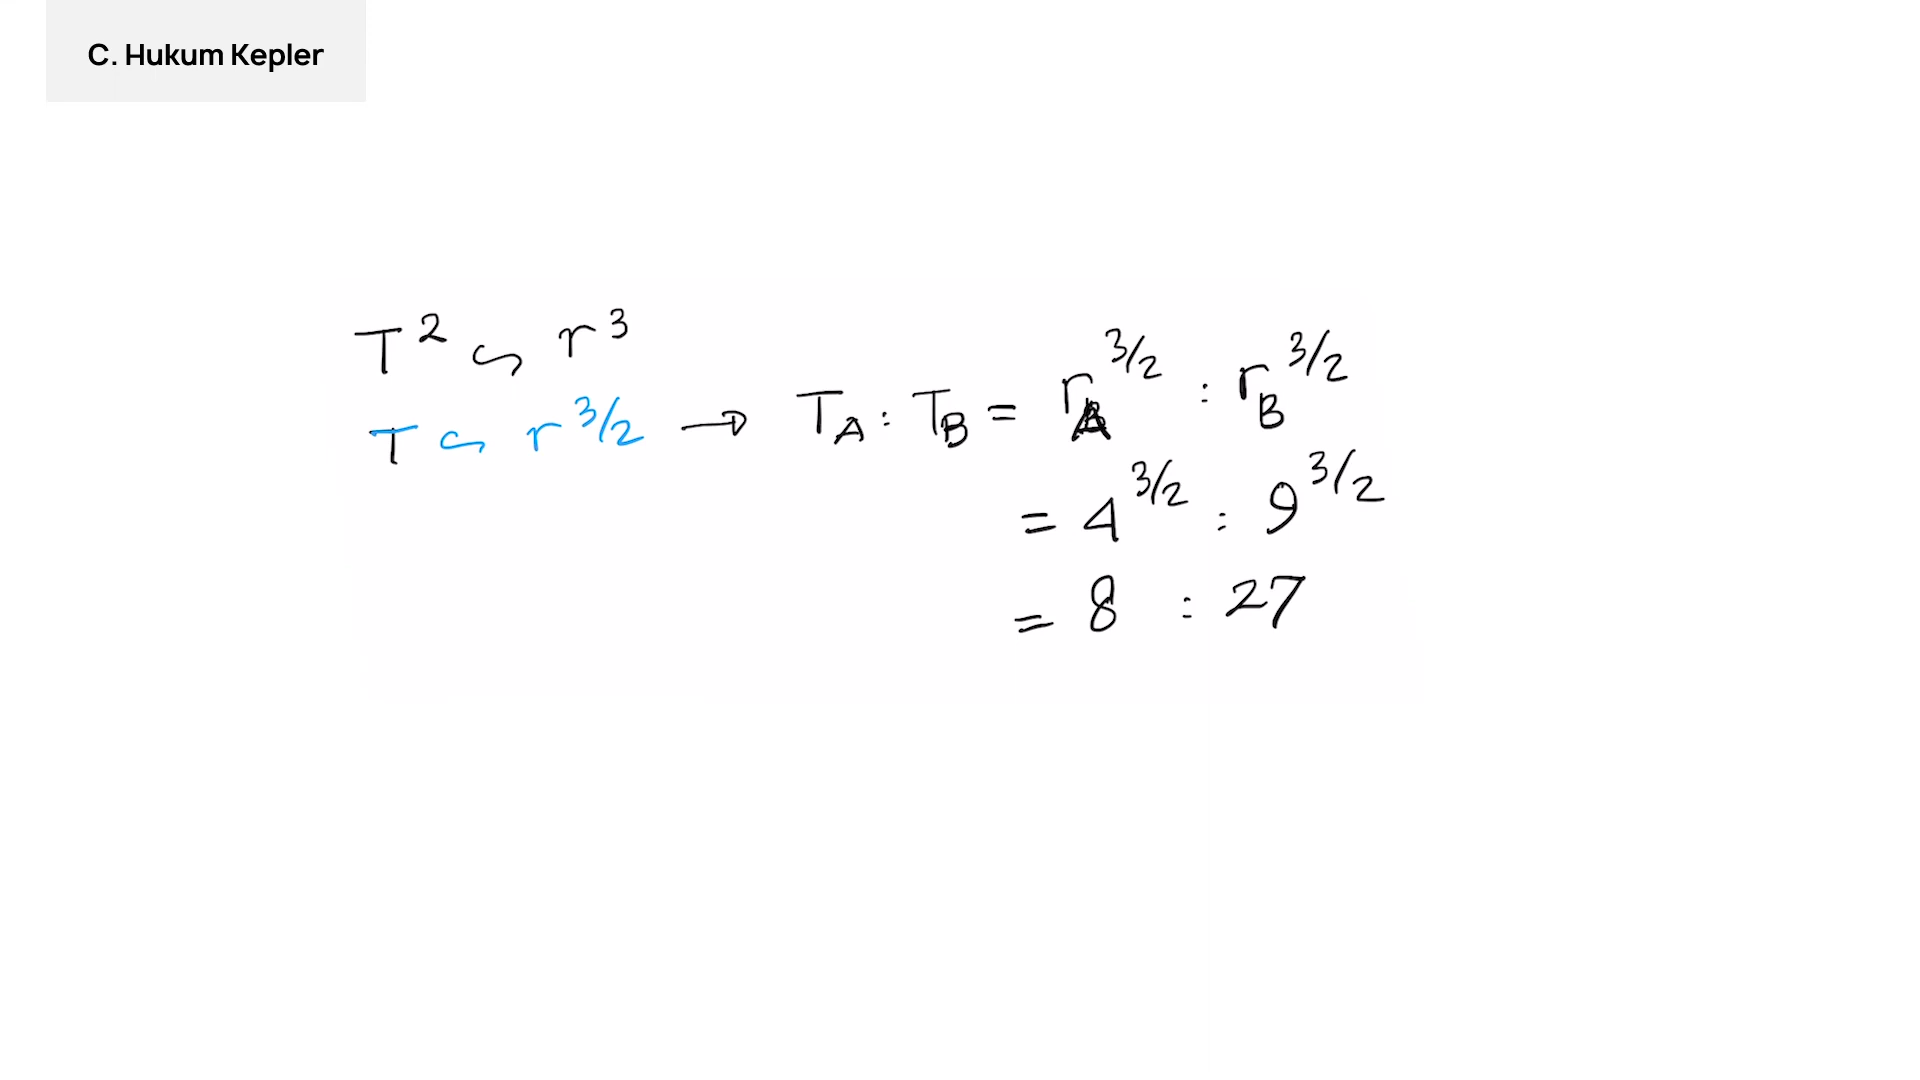 C. Hukum Kepler
T² ∽ r³
T ∽ r^3/2 → T_A : T_B = r_A^3/2 : r_B^3/2
= 4^3/2 : 9^3/2
= 8 : 27